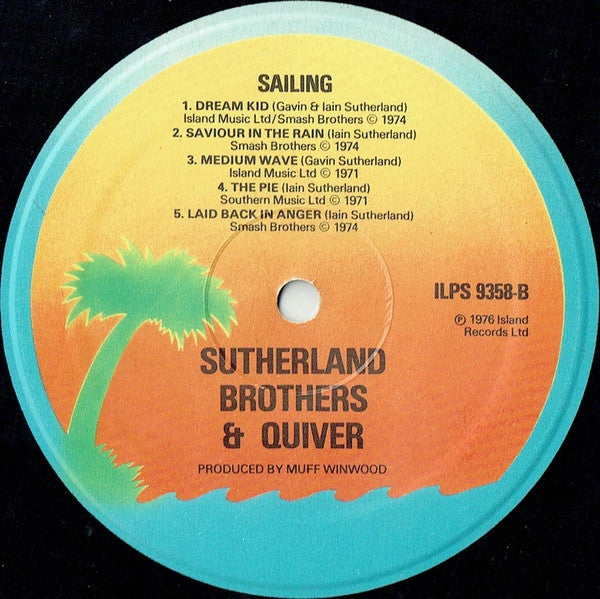 SAILING
1. DREAM KID (Gavin & Iain Sutherland)
Island Music Ltd/Smash Brothers © 1974
2. SAVIOUR IN THE RAIN (Iain Sutherland)
Smash Brothers © 1974
3. MEDIUM WAVE (Gavin Sutherland)
Island Music Ltd © 1971
4. THE PIE (Iain Sutherland)
Southern Music Ltd © 1971
5. LAID BACK IN ANGER (Iain Sutherland)
Smash Brothers © 1974
ILPS 9358-B
℗ 1976 Island
Records Ltd
SUTHERLAND
BROTHERS
& QUIVER
PRODUCED BY MUFF WINWOOD